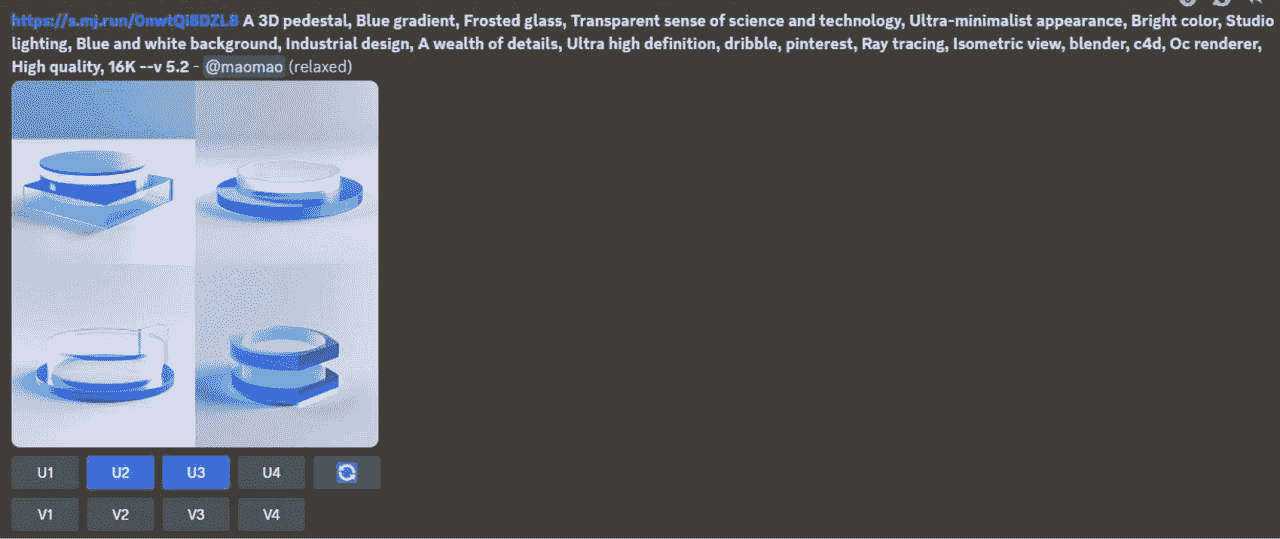 https://s.mj.run/0nwtQi8DZL8 A 3D pedestal, Blue gradient, Frosted glass, Transparent sense of science and technology, Ultra-minimalist appearance, Bright color, Studio
lighting, Blue and white background, Industrial design, A wealth of details, Ultra high definition, dribble, pinterest, Ray tracing, Isometric view, blender, c4d, Oc renderer,
High quality, 16K --v 5.2 - @maomao (relaxed)
U1 U2 U3 U4
V1 V2 V3 V4